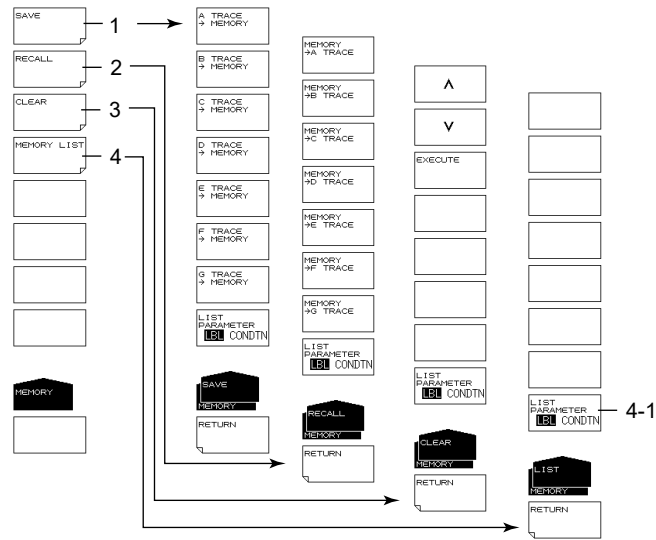 SAVE
1
RECALL
2
CLEAR
3
MEMORY LIST
4
MEMORY
A TRACE
→ MEMORY
B TRACE
→ MEMORY
C TRACE
→ MEMORY
D TRACE
→ MEMORY
E TRACE
→ MEMORY
F TRACE
→ MEMORY
G TRACE
→ MEMORY
LIST
PARAMETER
LBL CONDTN
SAVE
MEMORY
RETURN
MEMORY
→A TRACE
MEMORY
→B TRACE
MEMORY
→C TRACE
MEMORY
→D TRACE
MEMORY
→E TRACE
MEMORY
→F TRACE
MEMORY
→G TRACE
LIST
PARAMETER
LBL CONDTN
RECALL
MEMORY
RETURN
∧
∨
EXECUTE
LIST
PARAMETER
LBL CONDTN
CLEAR
MEMORY
RETURN
LIST
PARAMETER
LBL CONDTN
4-1
LIST
MEMORY
RETURN